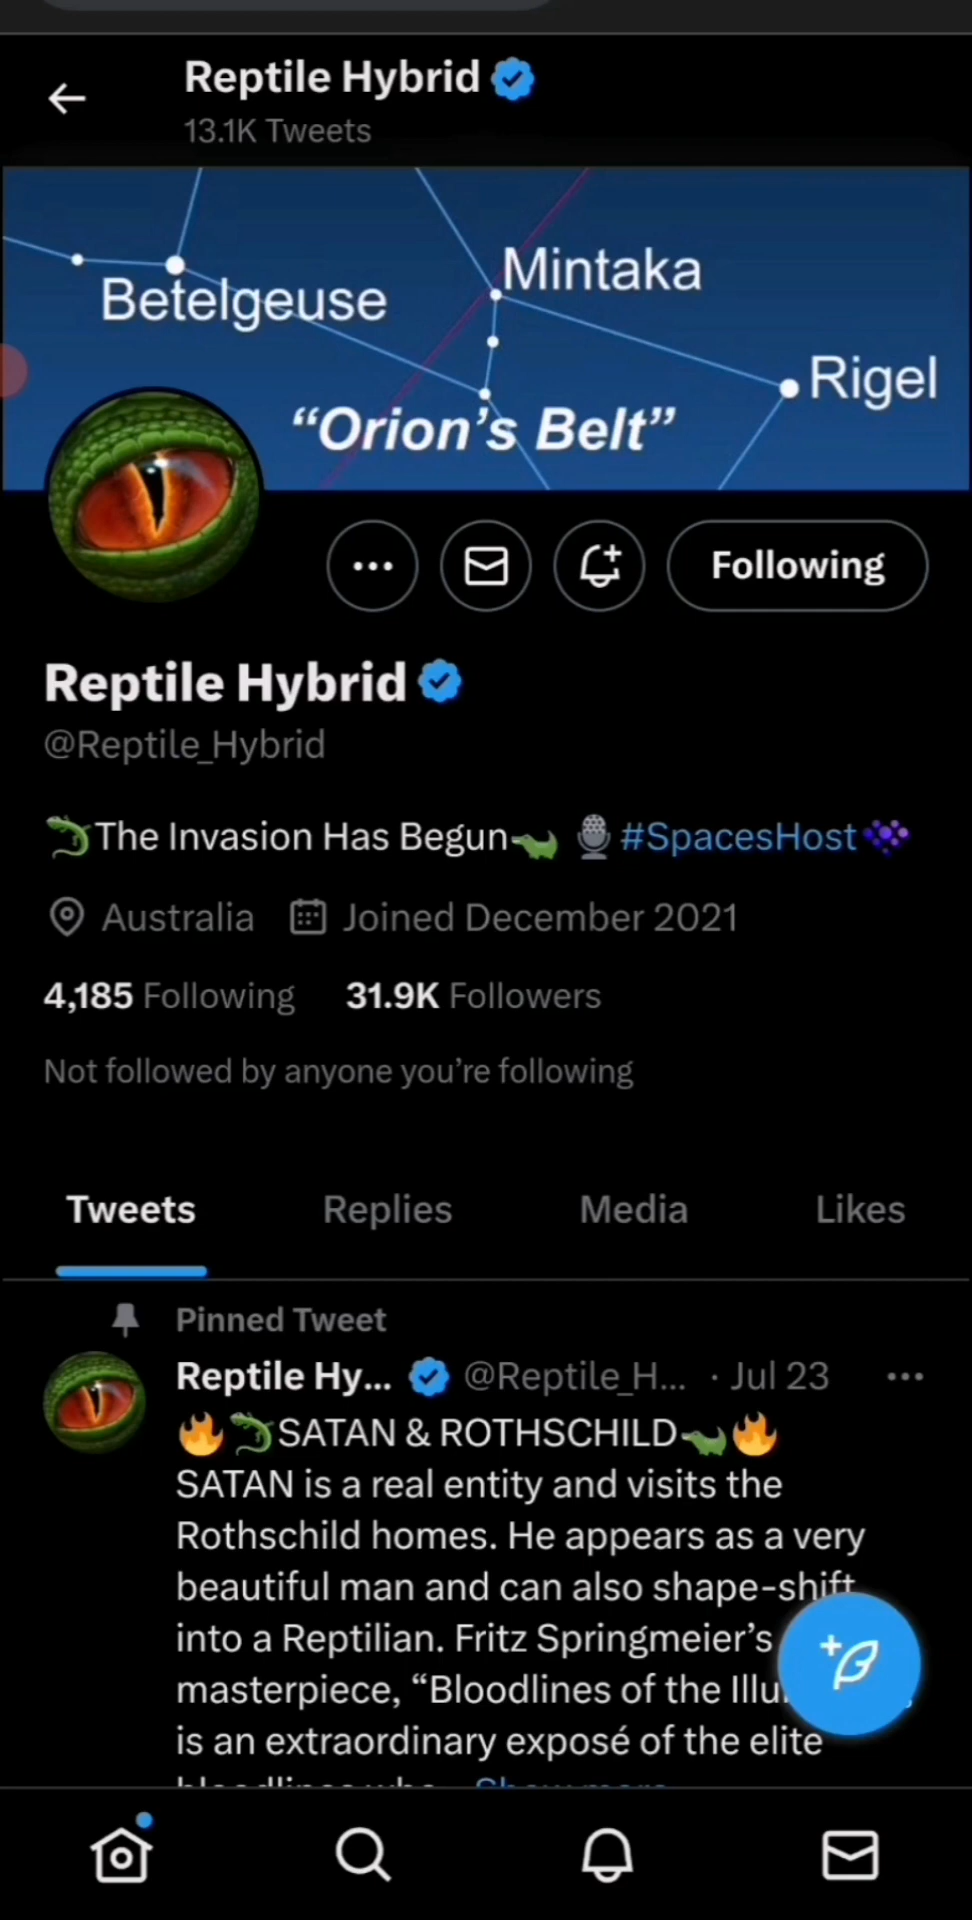 Reptile Hybrid
13.1K Tweets
Betelgeuse
Mintaka
Rigel
“Orion’s Belt”
Following
Reptile Hybrid
@Reptile_Hybrid
🦎The Invasion Has Begun🐊 🎙#SpacesHost
Australia Joined December 2021
4,185 Following 31.9K Followers
Not followed by anyone you’re following
Tweets Replies Media Likes
Pinned Tweet
Reptile Hy... @Reptile_H... · Jul 23
🔥🦎SATAN & ROTHSCHILD🐊🔥
SATAN is a real entity and visits the
Rothschild homes. He appears as a very
beautiful man and can also shape-shift
into a Reptilian. Fritz Springmeier’s
masterpiece, “Bloodlines of the
is an extraordinary exposé of the elite
Show more